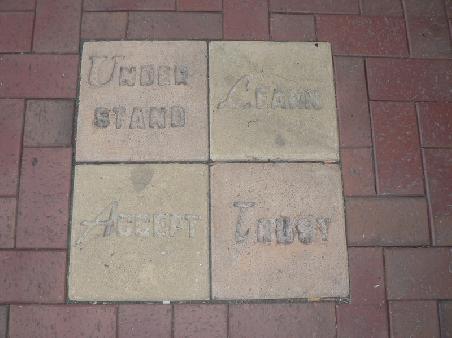 UNDER
STAND
LEARN
ACCEPT
TRUST